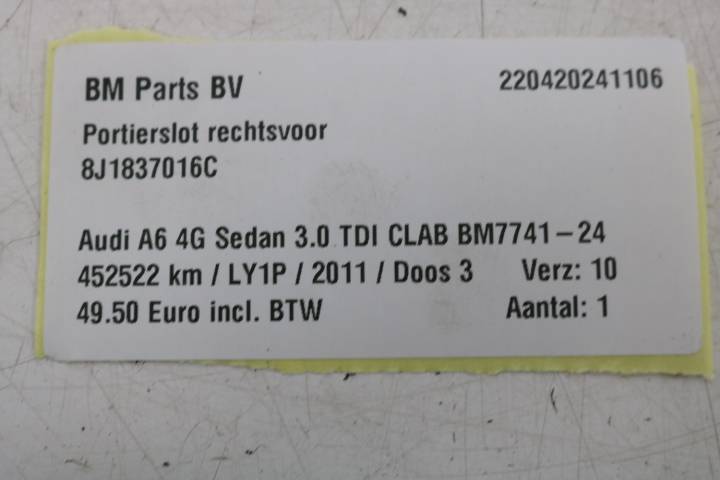 BM Parts BV 220420241106
Portierslot rechtsvoor
8J1837016C
Audi A6 4G Sedan 3.0 TDI CLAB BM7741-24
452522 km / LY1P / 2011 / Doos 3 Verz: 10
49.50 Euro incl. BTW Aantal: 1